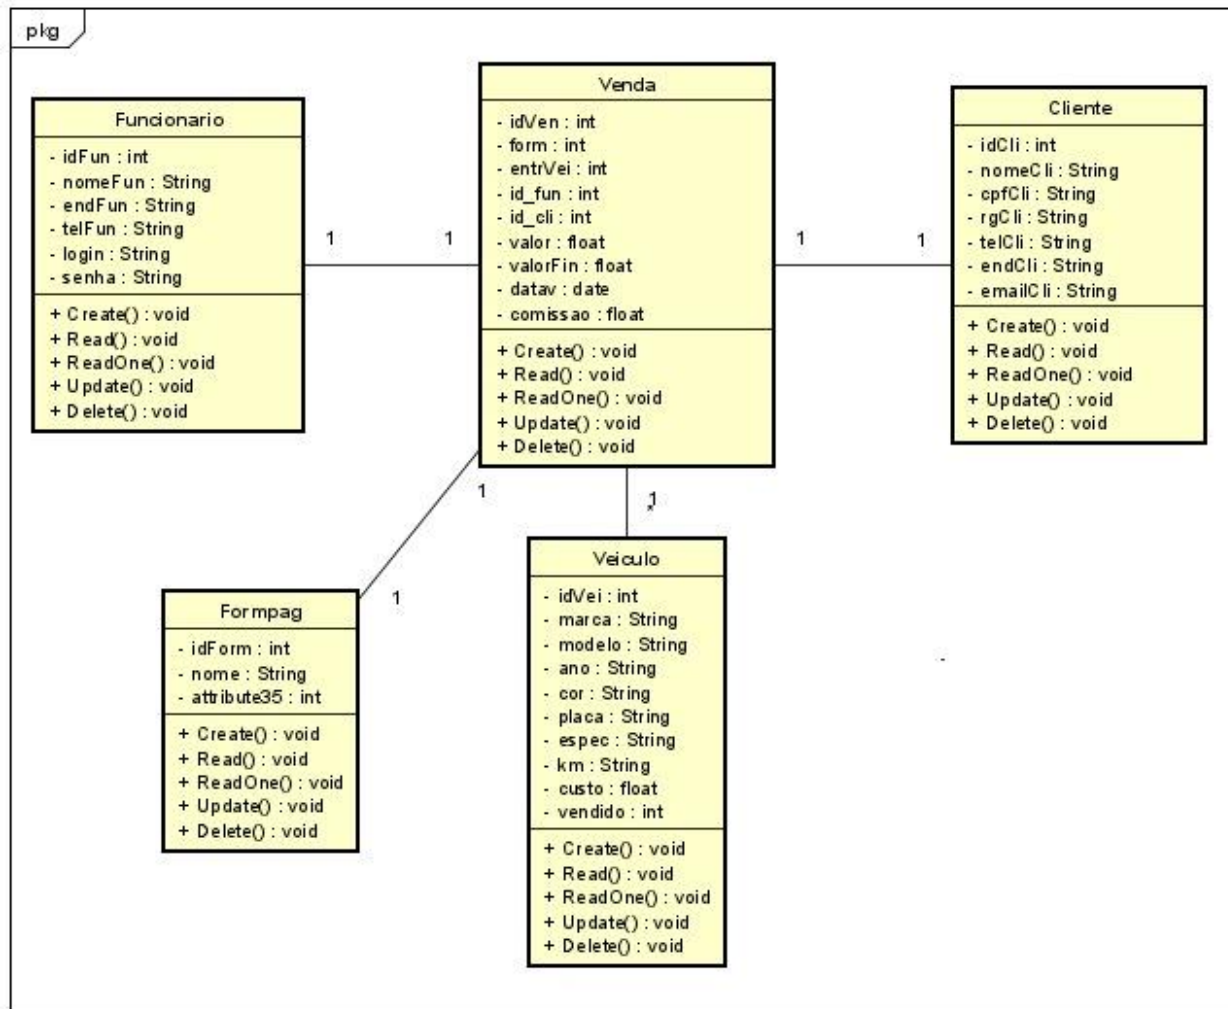 pkg
Funcionario
- idFun : int
- nomeFun : String
- endFun : String
- telFun : String
- login : String
- senha : String
+ Create() : void
+ Read() : void
+ ReadOne() : void
+ Update() : void
+ Delete() : void
1
1
Venda
- idVen : int
- form : int
- entrVei : int
- id_fun : int
- id_cli : int
- valor : float
- valorFin : float
- datav : date
- comissao : float
+ Create() : void
+ Read() : void
+ ReadOne() : void
+ Update() : void
+ Delete() : void
1
1
Cliente
- idCli : int
- nomeCli : String
- cpfCli : String
- rgCli : String
- telCli : String
- endCli : String
- emailCli : String
+ Create() : void
+ Read() : void
+ ReadOne() : void
+ Update() : void
+ Delete() : void
1
1
Formpag
- idForm : int
- nome : String
- attribute35 : int
+ Create() : void
+ Read() : void
+ ReadOne() : void
+ Update() : void
+ Delete() : void
1
*
Veiculo
- idVei : int
- marca : String
- modelo : String
- ano : String
- cor : String
- placa : String
- espec : String
- km : String
- custo : float
- vendido : int
+ Create() : void
+ Read() : void
+ ReadOne() : void
+ Update() : void
+ Delete() : void